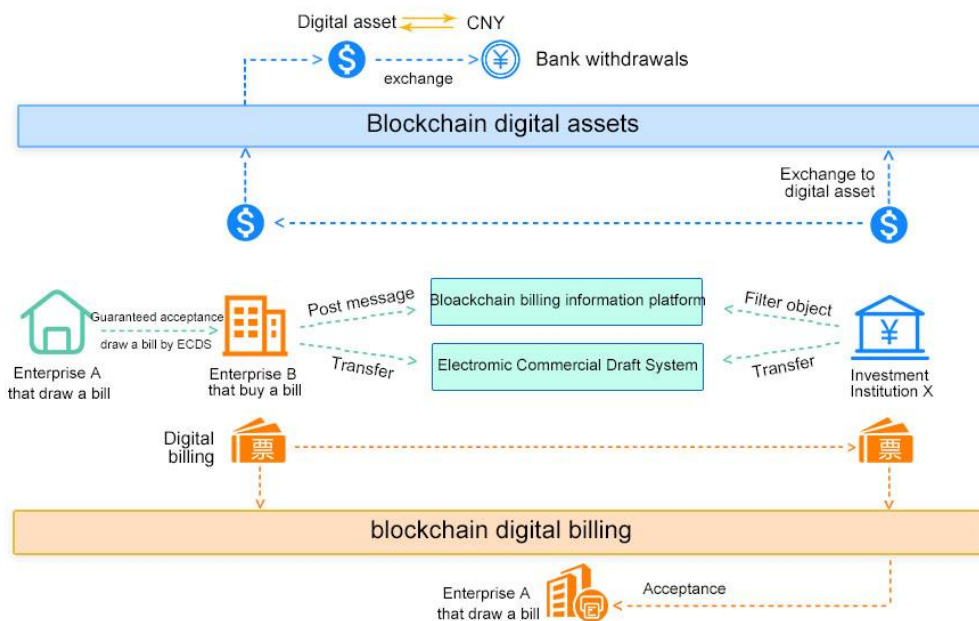 Digital asset
CNY
exchange
Bank withdrawals
Blockchain digital assets
Exchange to
digital asset
Guaranteed acceptance
draw a bill by ECDS
Post message
Bloackchain billing information platform
Filter object
Transfer
Electromic Commercial Draft System
Transfer
Enterprise A
that draw a bill
Enterprise B
that buy a bill
Investment
Institution X
Digital
billing
票
票
blockchain digital billing
Enterprise A
that draw a bill
Acceptance